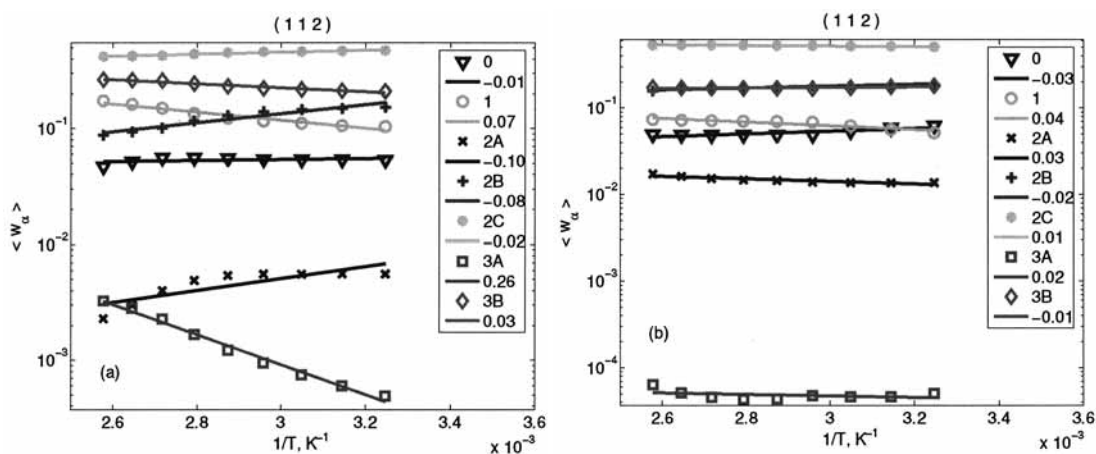 ( 1 1 2 )
< w_α >
10⁻¹
10⁻²
10⁻³
0
−0.01
1
0.07
2A
−0.10
2B
−0.08
2C
−0.02
3A
0.26
3B
0.03
(a)
2.6 2.8 3 3.2 3.4 3.6
1/T, K⁻¹
x 10⁻³
( 1 1 2 )
< w_α >
10⁻¹
10⁻²
10⁻³
10⁻⁴
0
−0.03
1
0.04
2A
0.03
2B
−0.02
2C
0.01
3A
0.02
3B
−0.01
(b)
2.6 2.8 3 3.2 3.4 3.6
1/T, K⁻¹
x 10⁻³